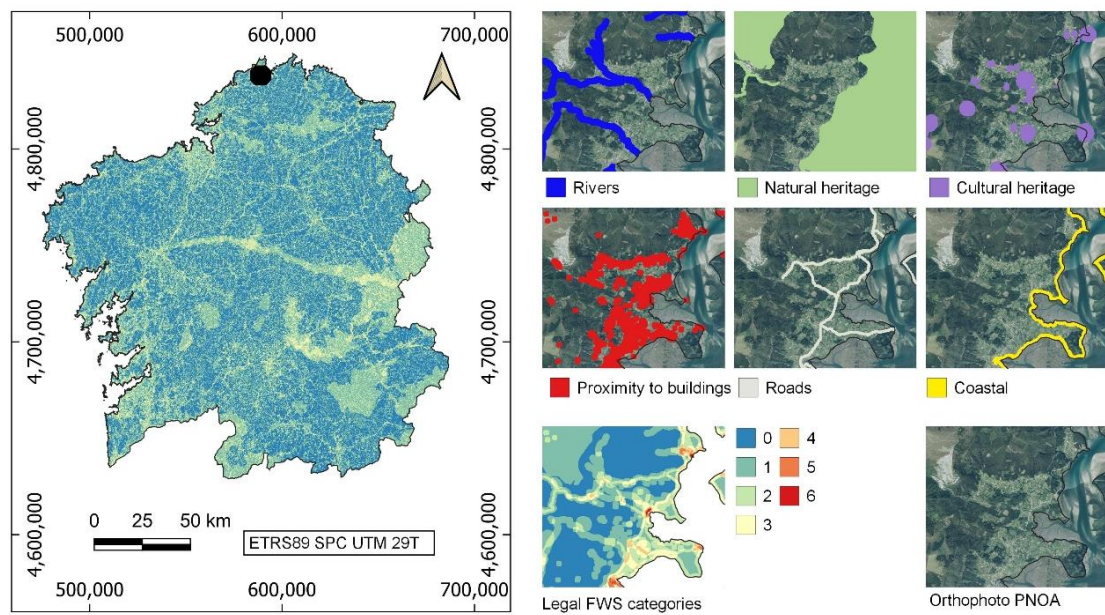 500,000
600,000
700,000
4,800,000
4,800,000
4,700,000
4,700,000
4,600,000
4,600,000
0 25 50 km
ETRS89 SPC UTM 29T
500,000
600,000
700,000
Rivers
Natural heritage
Cultural heritage
Proximity to buildings
Roads
Coastal
0 4
1 5
2 6
3
Legal FWS categories
Orthophoto PNOA